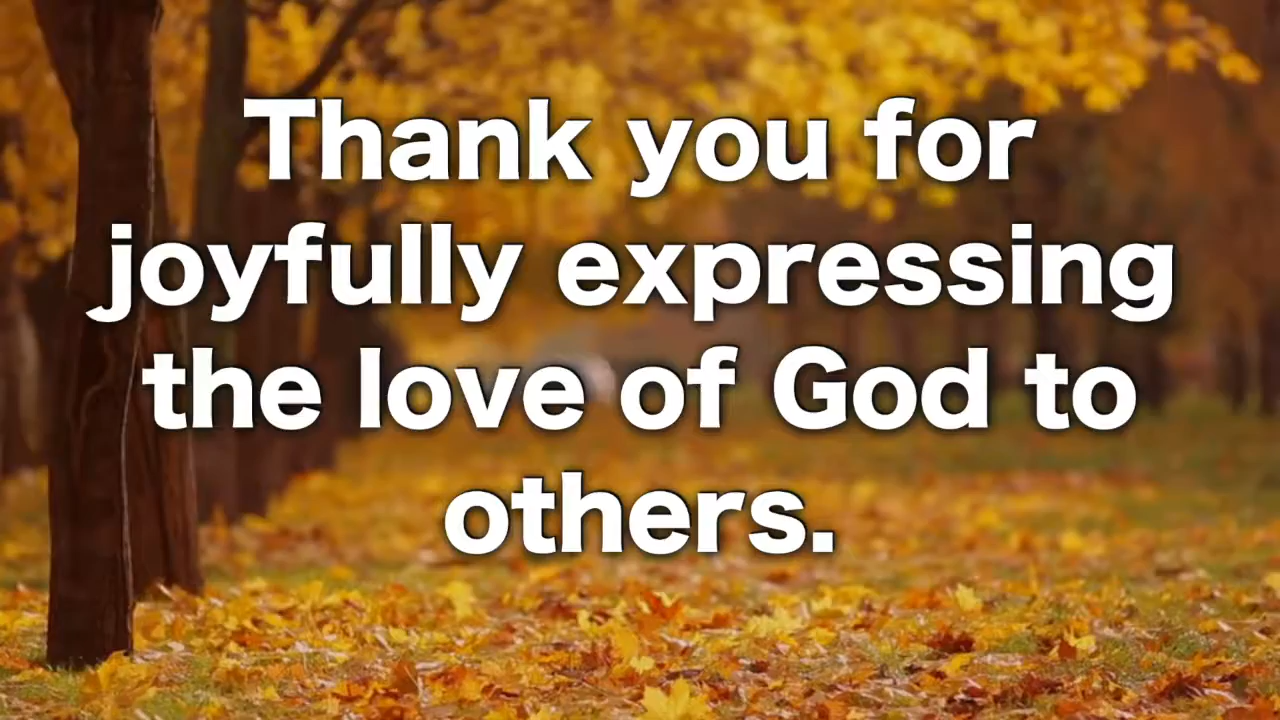 Thank you for
joyfully expressing
the love of God to
others.